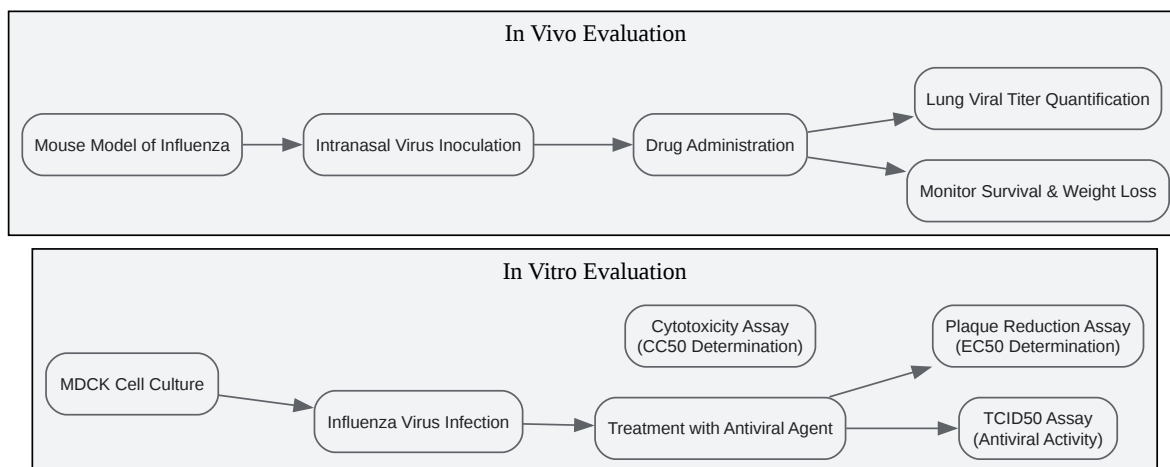 In Vivo Evaluation
Lung Viral Titer Quantification
Mouse Model of Influenza
Intranasal Virus Inoculation
Drug Administration
Monitor Survival & Weight Loss
In Vitro Evaluation
Cytotoxicity Assay
(CC50 Determination)
Plaque Reduction Assay
(EC50 Determination)
MDCK Cell Culture
Influenza Virus Infection
Treatment with Antiviral Agent
TCID50 Assay
(Antiviral Activity)